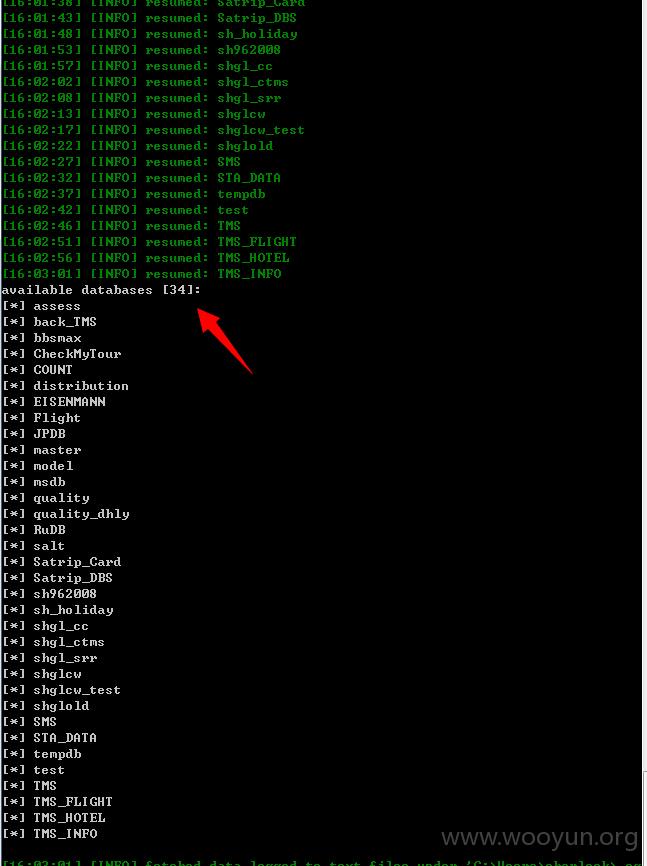 [16:01:38] [INFO] resumed: Satrip_Card
[16:01:43] [INFO] resumed: Satrip_DBS
[16:01:48] [INFO] resumed: sh_holiday
[16:01:53] [INFO] resumed: sh962008
[16:01:57] [INFO] resumed: shgl_cc
[16:02:02] [INFO] resumed: shgl_ctms
[16:02:08] [INFO] resumed: shgl_srr
[16:02:13] [INFO] resumed: shglcw
[16:02:17] [INFO] resumed: shglcw_test
[16:02:22] [INFO] resumed: shglold
[16:02:27] [INFO] resumed: SMS
[16:02:32] [INFO] resumed: STA_DATA
[16:02:37] [INFO] resumed: tempdb
[16:02:42] [INFO] resumed: test
[16:02:46] [INFO] resumed: TMS
[16:02:51] [INFO] resumed: TMS_FLIGHT
[16:02:56] [INFO] resumed: TMS_HOTEL
[16:03:01] [INFO] resumed: TMS_INFO
available databases [34]:
[*] assess
[*] back_TMS
[*] bbsmax
[*] CheckMyTour
[*] COUNT
[*] distribution
[*] EISENMANN
[*] Flight
[*] JPDB
[*] master
[*] model
[*] msdb
[*] quality
[*] quality_dhly
[*] RuDB
[*] salt
[*] Satrip_Card
[*] Satrip_DBS
[*] sh962008
[*] sh_holiday
[*] shgl_cc
[*] shgl_ctms
[*] shgl_srr
[*] shglcw
[*] shglcw_test
[*] shglold
[*] SMS
[*] STA_DATA
[*] tempdb
[*] test
[*] TMS
[*] TMS_FLIGHT
[*] TMS_HOTEL
[*] TMS_INFO
www.wooyun.org
[16:03:01] [INFO] fetched data logged to text files under